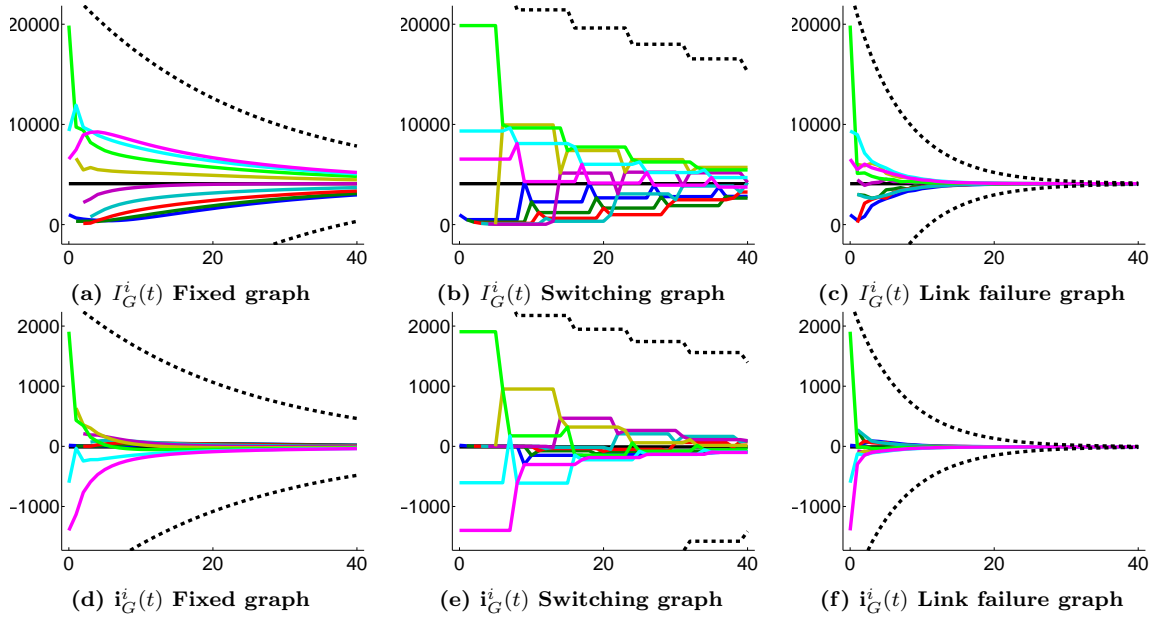 20000
10000
0
0 20 40
(a) I_G^i(t) Fixed graph
20000
10000
0
0 20 40
(b) I_G^i(t) Switching graph
20000
10000
0
0 20 40
(c) I_G^i(t) Link failure graph
2000
1000
0
−1000
0 20 40
(d) i_G^i(t) Fixed graph
2000
1000
0
−1000
0 20 40
(e) i_G^i(t) Switching graph
2000
1000
0
−1000
0 20 40
(f) i_G^i(t) Link failure graph